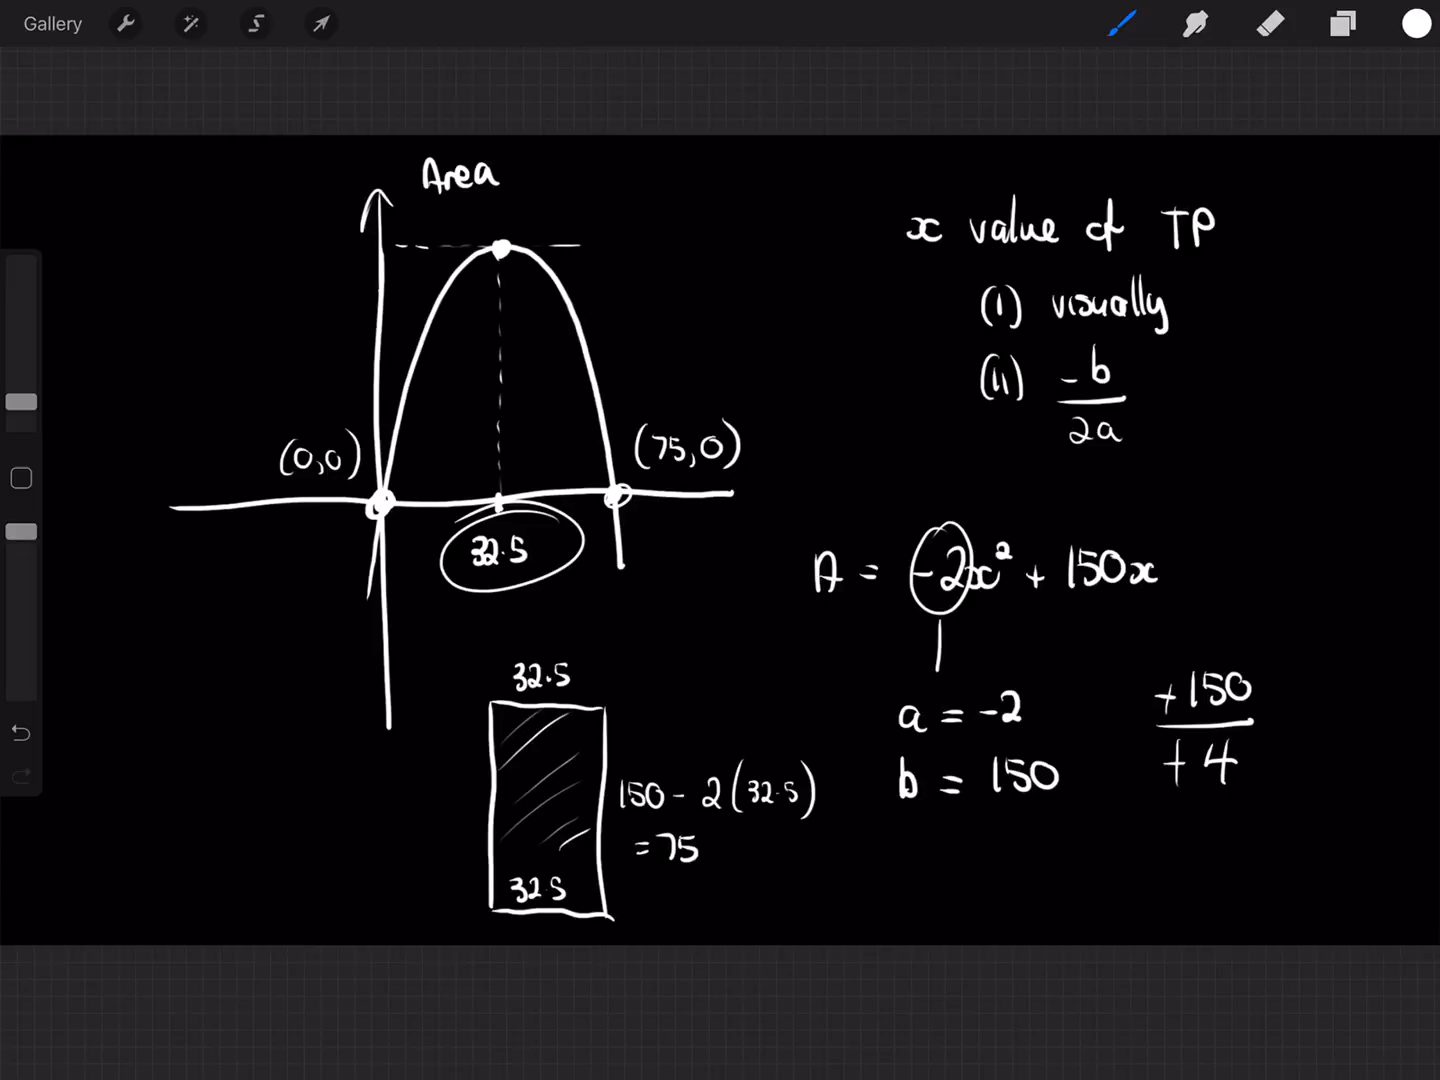 Gallery
Area
(0,0)
(75,0)
32.5
32.5
150 - 2(32.5)
= 75
32.5
x value of TP
(i) visually
(ii) -b
2a
A = -2x² + 150x
a = -2
b = 150
+150
+4